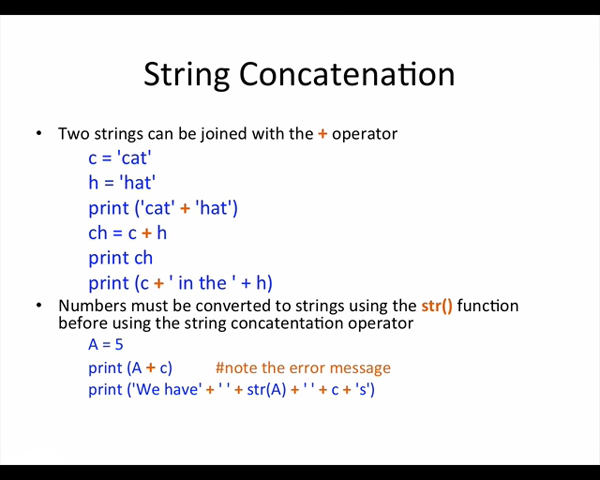 String Concatenation
• Two strings can be joined with the + operator
c = 'cat'
h = 'hat'
print ('cat' + 'hat')
ch = c + h
print ch
print (c + ' in the ' + h)
• Numbers must be converted to strings using the str() function
before using the string concatentation operator
A = 5
print (A + c) #note the error message
print ('We have' + ' ' + str(A) + ' ' + c + 's')